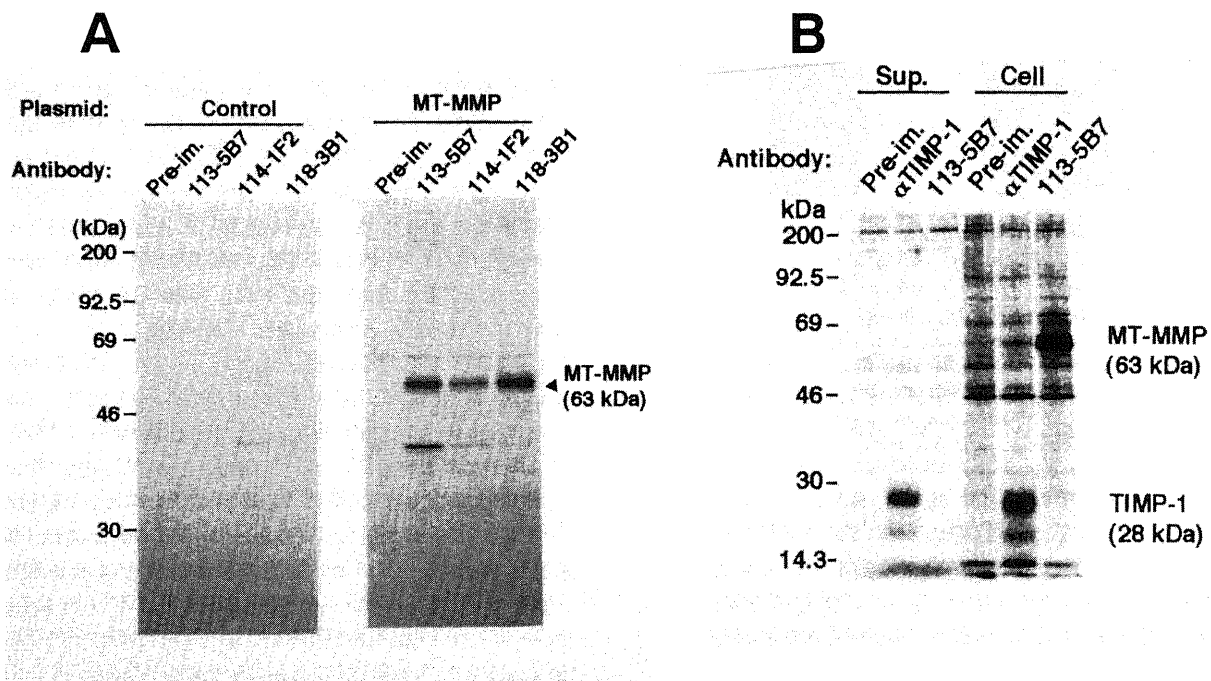 A
Plasmid: Control MT-MMP
Antibody: Pre-im. 113-5B7 114-1F2 118-3B1 Pre-im. 113-5B7 114-1F2 118-3B1
(kDa)
200
92.5
69
46
30
MT-MMP
(63 kDa)
B
Sup. Cell
Antibody: Pre-im. αTIMP-1 113-5B7 Pre-im. αTIMP-1 113-5B7
kDa
200
92.5
69
46
30
14.3
MT-MMP
(63 kDa)
TIMP-1
(28 kDa)